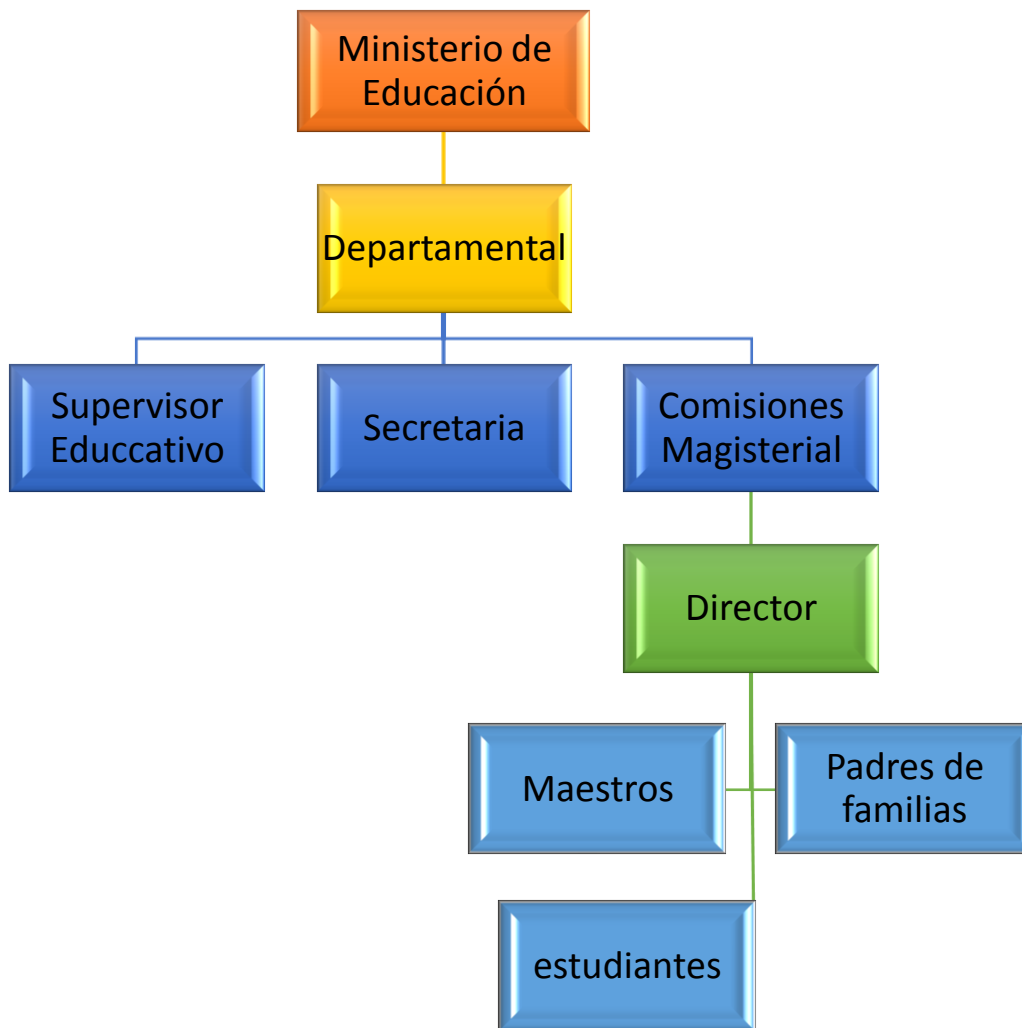 Ministerio de
Educación
Departamental
Supervisor
Educcativo
Secretaria
Comisiones
Magisterial
Director
Maestros
Padres de
familias
estudiantes